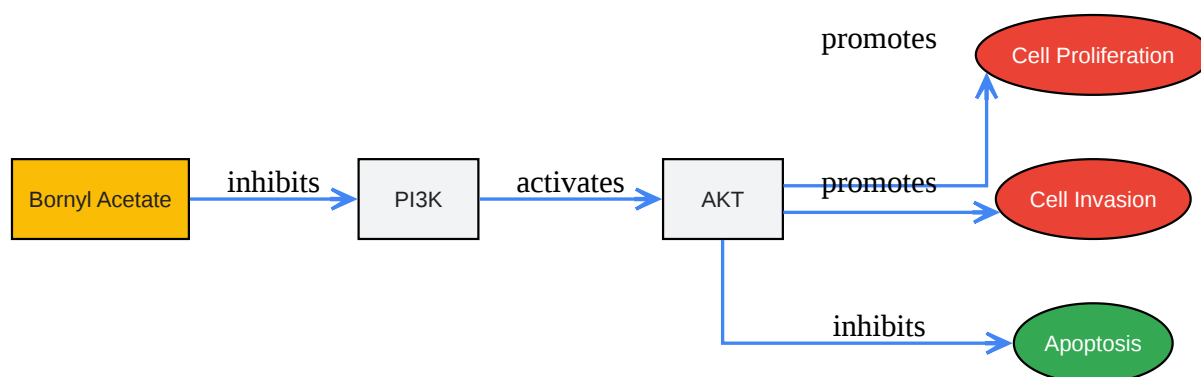 promotes
Cell Proliferation
Bornyl Acetate
inhibits
PI3K
activates
AKT
promotes
Cell Invasion
inhibits
Apoptosis